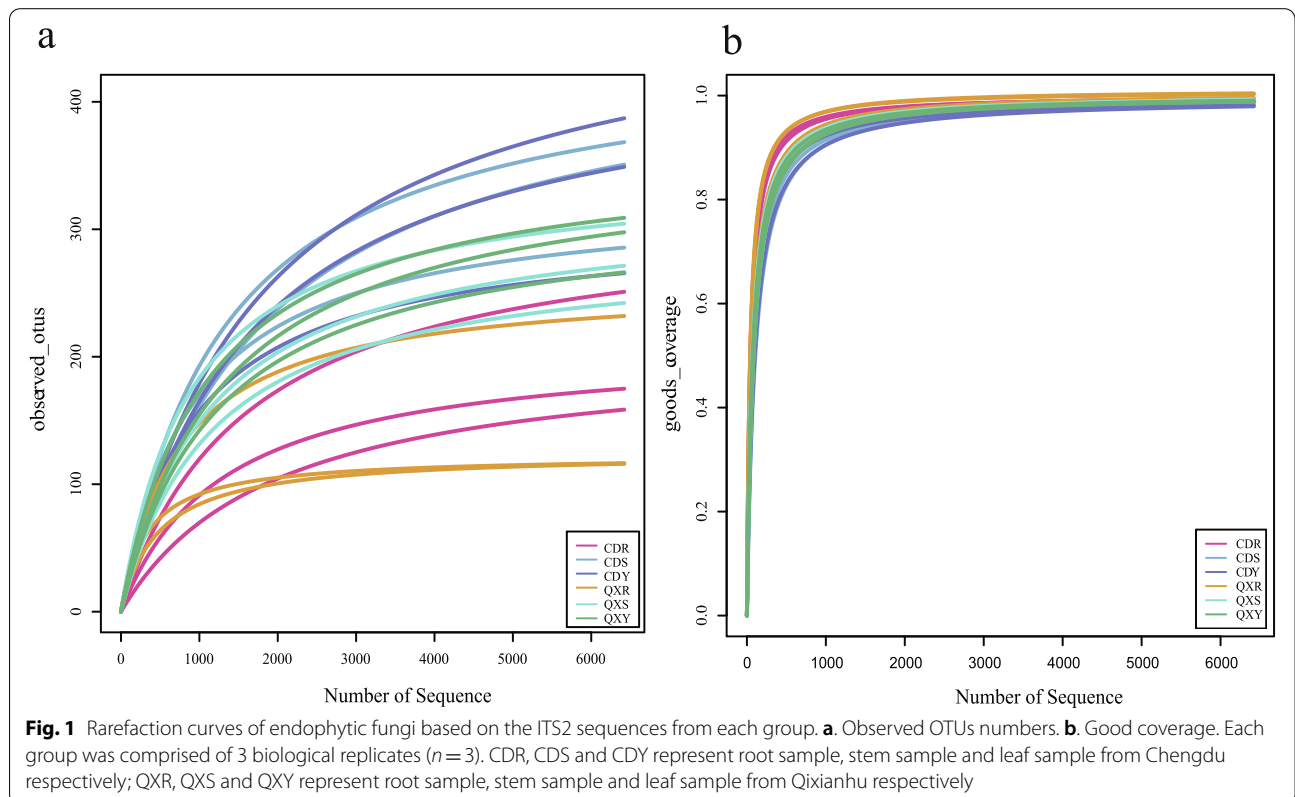 a
b
observed_otus
400
300
200
100
0
0 1000 2000 3000 4000 5000 6000
Number of Sequence
CDR
CDS
CDY
QXR
QXS
QXY
goods_coverage
1.0
0.8
0.6
0.4
0.2
0.0
0 1000 2000 3000 4000 5000 6000
Number of Sequence
CDR
CDS
CDY
QXR
QXS
QXY
Fig. 1 Rarefaction curves of endophytic fungi based on the ITS2 sequences from each group. a. Observed OTUs numbers. b. Good coverage. Each
group was comprised of 3 biological replicates (n = 3). CDR, CDS and CDY represent root sample, stem sample and leaf sample from Chengdu
respectively; QXR, QXS and QXY represent root sample, stem sample and leaf sample from Qixianhu respectively